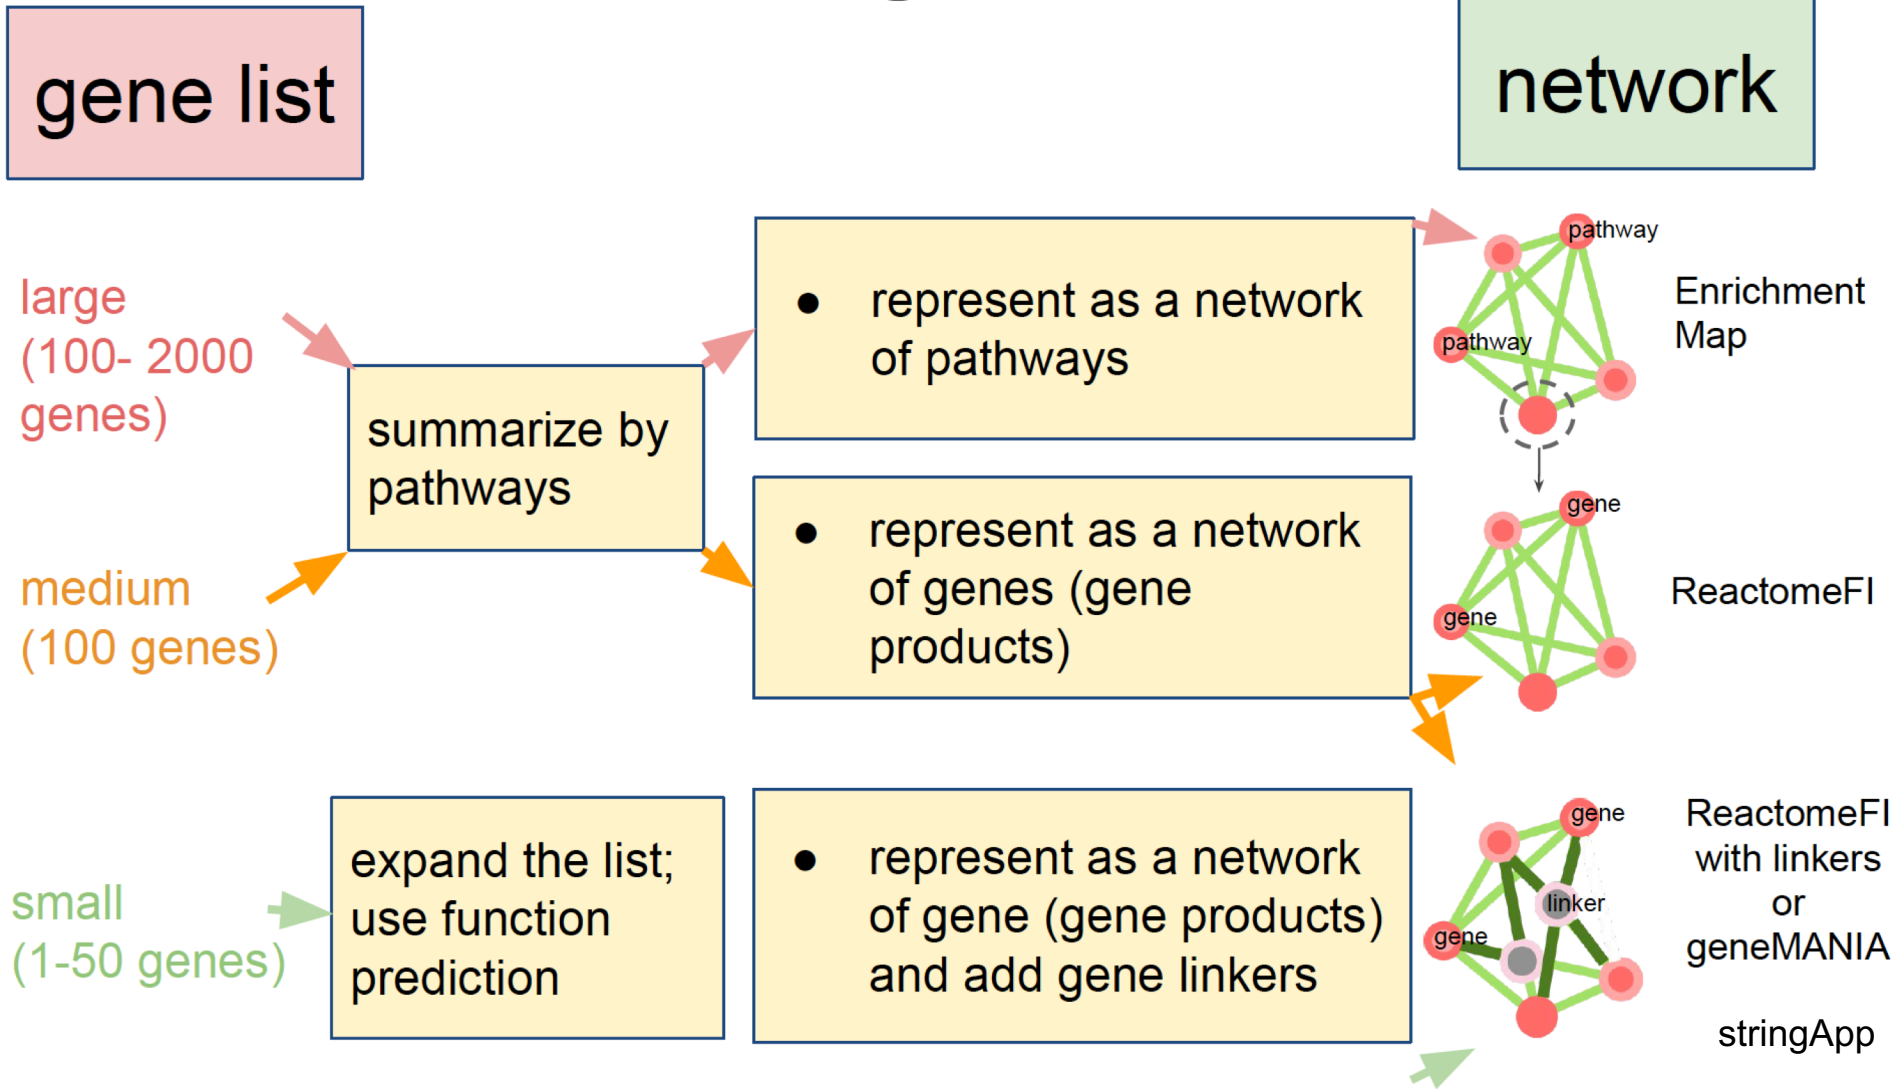 gene list
network
large
(100- 2000
genes)
medium
(100 genes)
small
(1-50 genes)
summarize by
pathways
expand the list;
use function
prediction
● represent as a network
of pathways
● represent as a network
of genes (gene
products)
● represent as a network
of gene (gene products)
and add gene linkers
pathway
pathway
Enrichment
Map
gene
gene
ReactomeFI
gene
linker
gene
ReactomeFI
with linkers
or
geneMANIA
stringApp